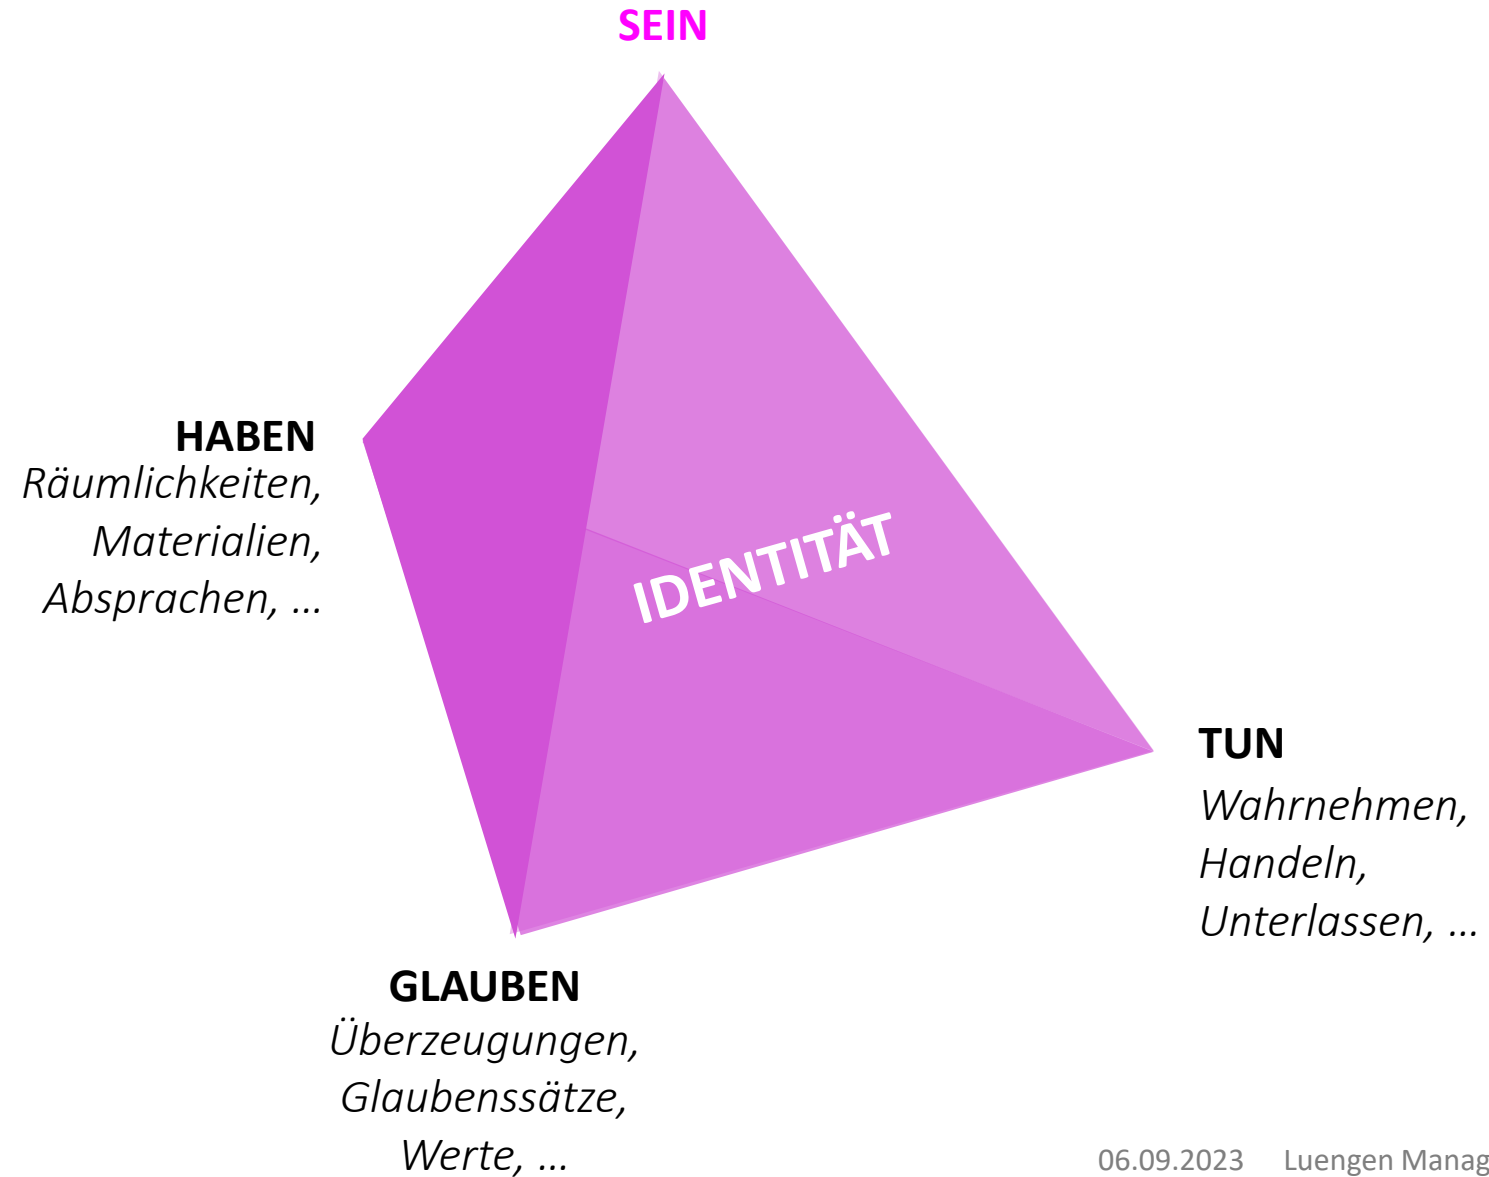 SEIN
HABEN
Räumlichkeiten,
Materialien,
Absprachen, ...
IDENTITÄT
TUN
Wahrnehmen,
Handeln,
Unterlassen, ...
GLAUBEN
Überzeugungen,
Glaubenssätze,
Werte, ...
06.09.2023 Luengen Manag